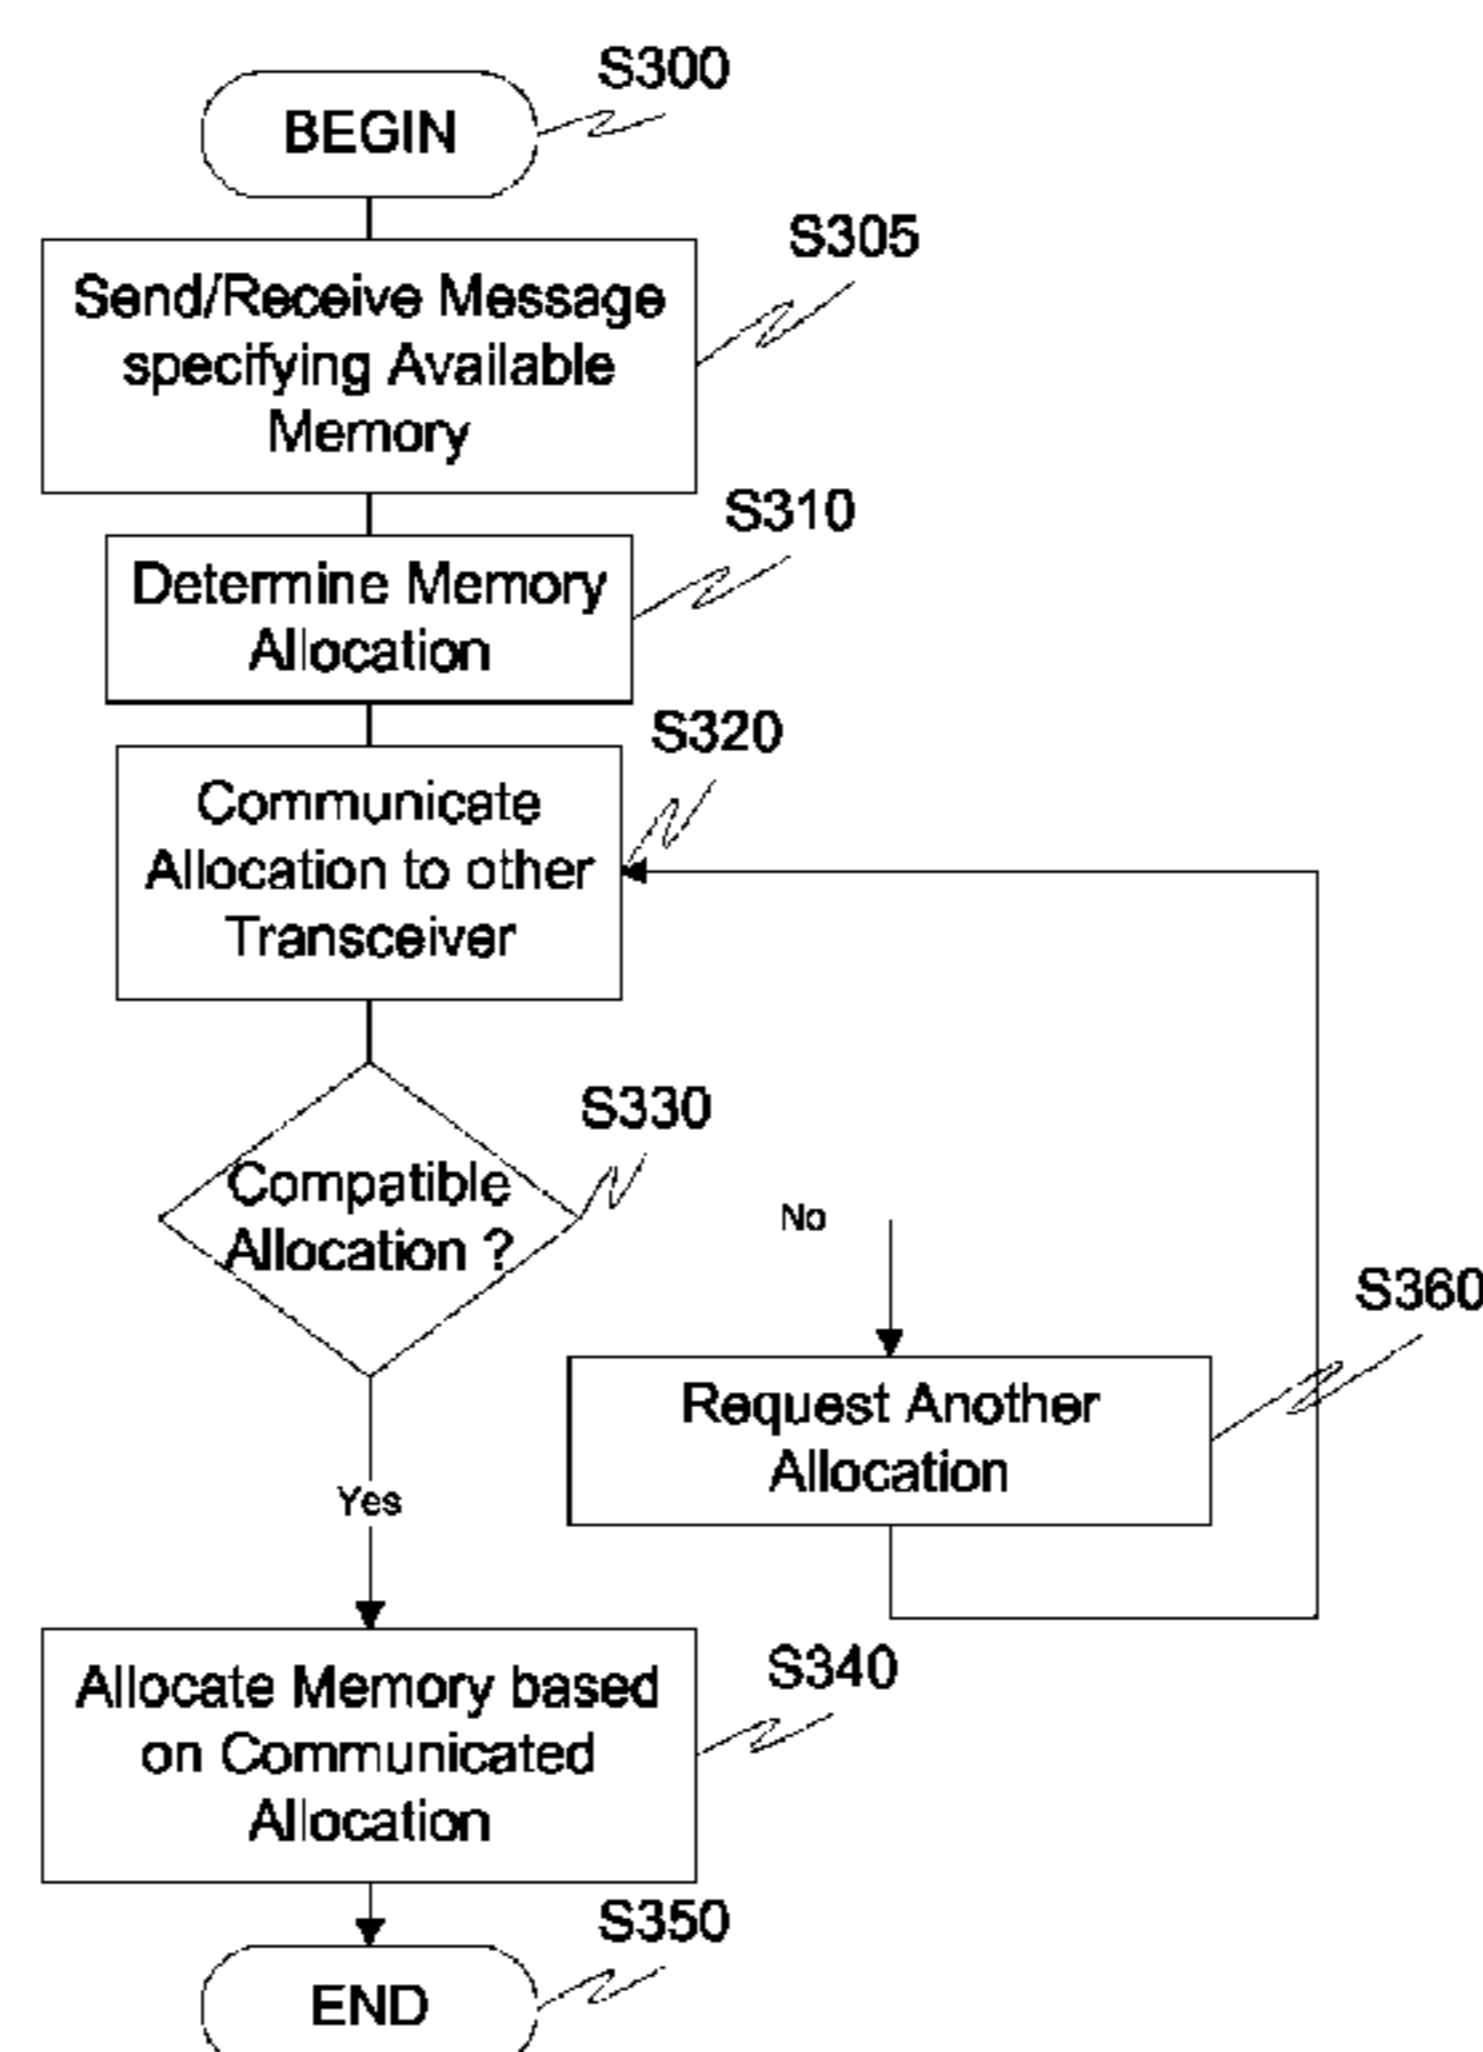 S300
BEGIN
S305
Send/Receive Message
specifying Available
Memory
S310
Determine Memory
Allocation
S320
Communicate
Allocation to other
Transceiver
S330
Compatible
Allocation ?
No
S360
Request Another
Allocation
Yes
S340
Allocate Memory based
on Communicated
Allocation
S350
END